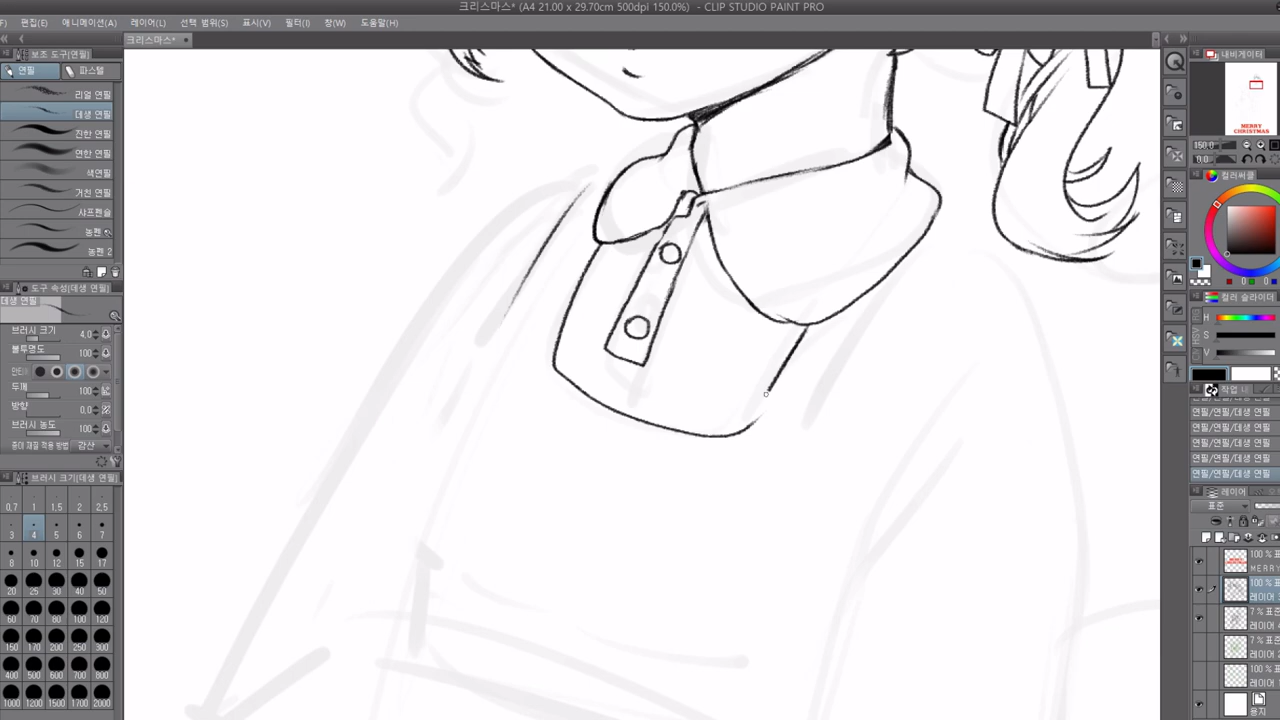 크리스마스* (A4 21.00 x 29.70cm 500dpi 150.0%) - CLIP STUDIO PAINT PRO
편집(E) 애니메이션(A) 레이어(L) 선택 범위(S) 표시(V) 필터(I) 창(W) 도움말(H)
크리스마스*
보조 도구[연필]
연필 파스텔
리얼 연필
데생 연필
진한 연필
연한 연필
색연필
거친 연필
샤프펜슬
농펜
농펜 2
도구 속성[데생 연필]
데생 연필
브러시 크기 4.0
불투명도 100
안티
두께 100
방향 0.0
브러시 농도 100
종이 재질 적용 방법 감산
브러시 크기[데생 연필]
0.7 1 1.5 2 2.5
3 4 5 6 7
8 10 12 15 17
20 25 30 40 50
60 70 80 100 120
150 170 200 250 300
400 500 600 700 800
1000 1200 1500 1700 2000
내비게이터
MERRY
CHRISTMAS
150.0
0.0
컬러써클
0 0 0
컬러 슬라이더
H
S
V
작업 내
연필/연필/데생 연필
연필/연필/데생 연필
연필/연필/데생 연필
연필/연필/데생 연필
연필/연필/데생 연필
레이어
표준
100 % 표
MERRY
100 % 표
레이어 3
7 % 표준
레이어
7 % 표준
레이어
100 % 표
레이어
용지